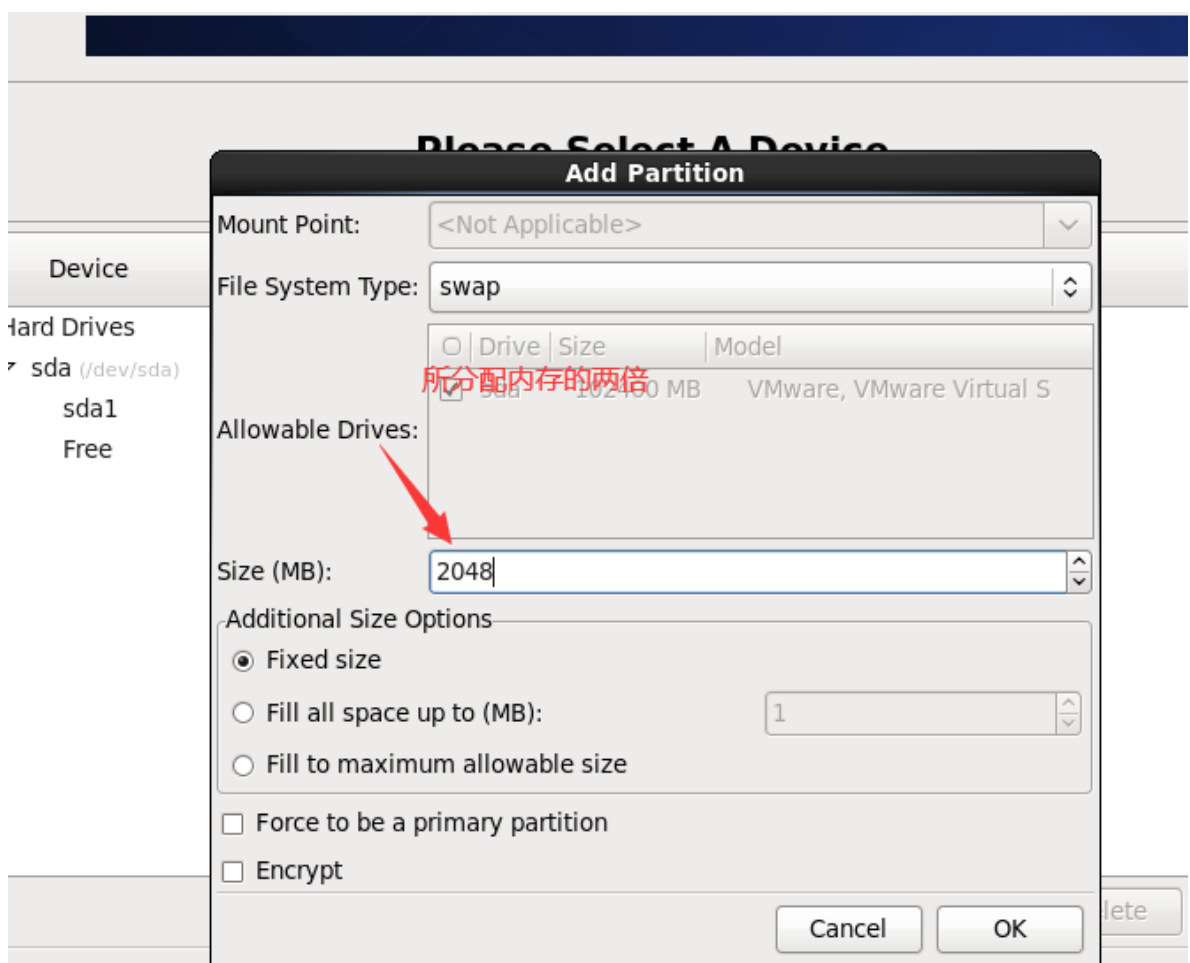 Please Select A Device
Add Partition
Mount Point: <Not Applicable>
Device
File System Type: swap
Hard Drives
sda (/dev/sda)
Drive Size Model
所分配内存的两倍
sda 102400 MB VMware, VMware Virtual S
sda1
Allowable Drives:
Free
Size (MB): 2048
Additional Size Options
Fixed size
Fill all space up to (MB): 1
Fill to maximum allowable size
Force to be a primary partition
Encrypt
Cancel OK
lete